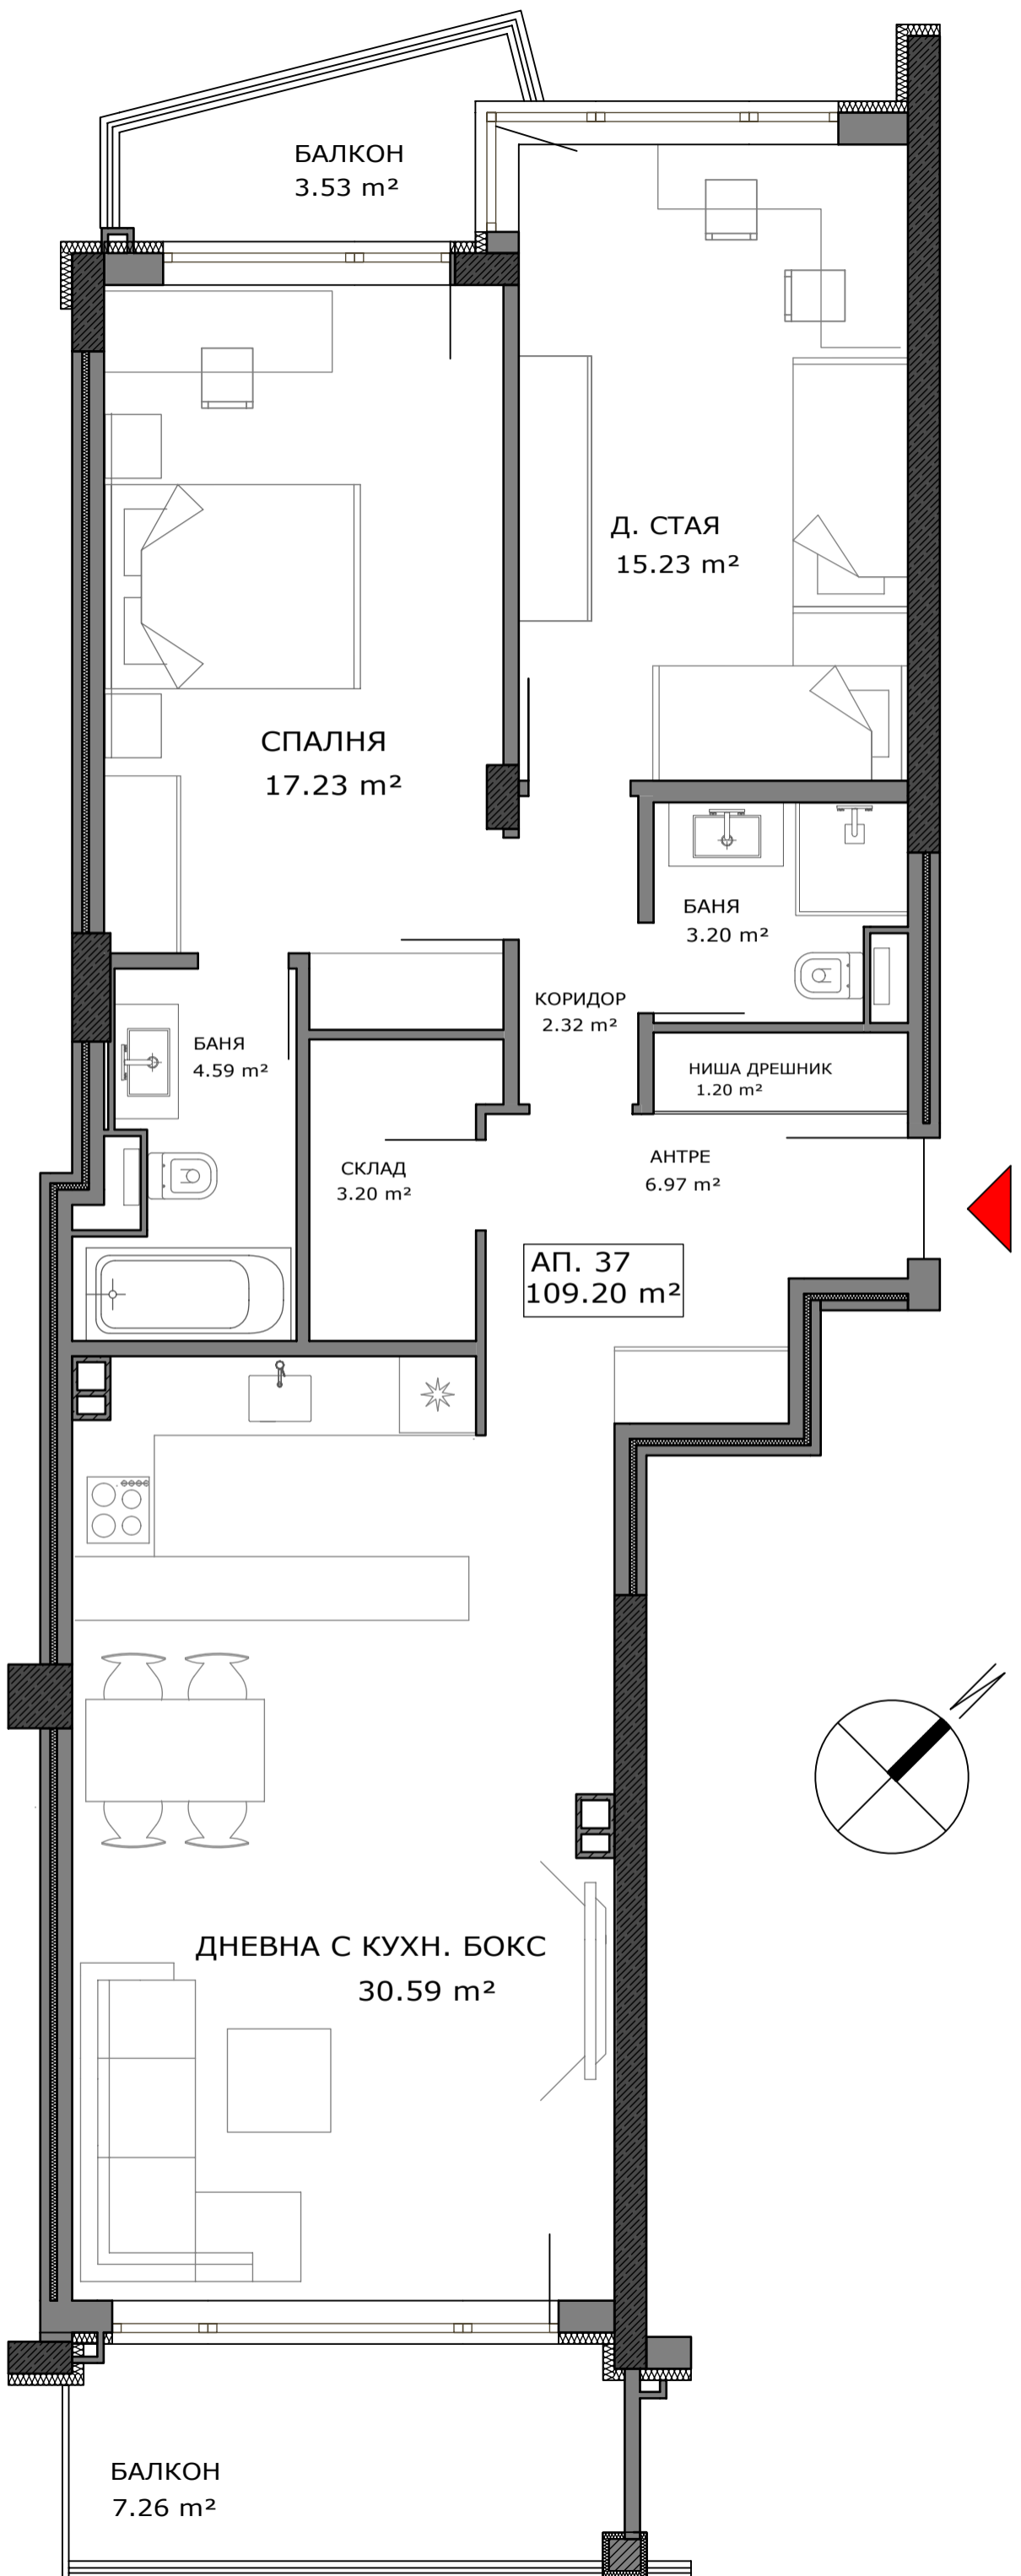 БАЛКОН
3.53 m²
Д. СТАЯ
15.23 m²
СПАЛНЯ
17.23 m²
БАНЯ
3.20 m²
КОРИДОР
2.32 m²
БАНЯ
4.59 m²
НИША ДРЕШНИК
1.20 m²
СКЛАД
3.20 m²
АНТРЕ
6.97 m²
АП. 37
109.20 m²
ДНЕВНА С КУХН. БОКС
30.59 m²
БАЛКОН
7.26 m²